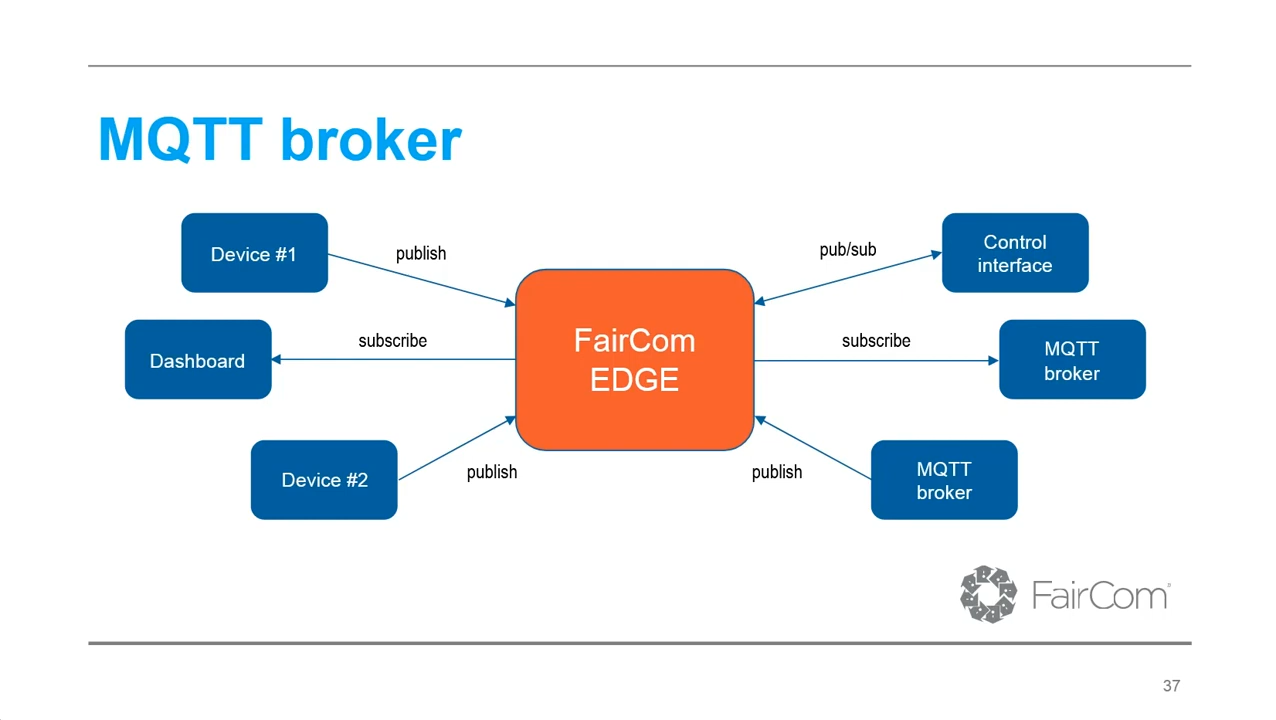 MQTT broker
Device #1
publish
pub/sub
Control
interface
FairCom
EDGE
Dashboard
subscribe
subscribe
MQTT
broker
Device #2
publish
publish
MQTT
broker
FairCom
37